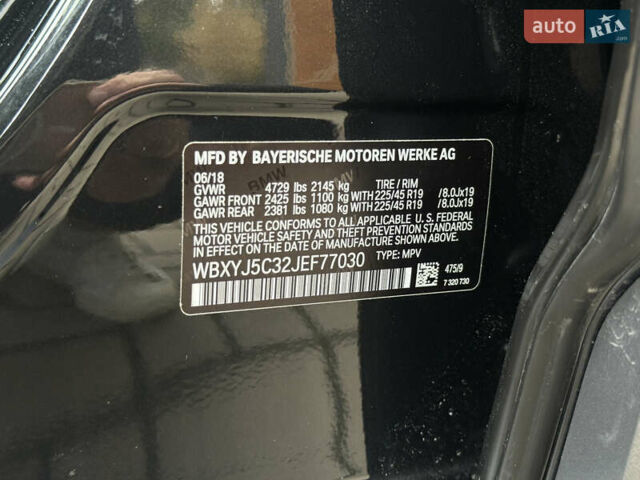 auto RIA .com
MFD BY BAYERISCHE MOTOREN WERKE AG
06/18
GVWR 4729 lbs 2145 kg TIRE / RIM
GAWR FRONT 2425 lbs 1100 kg WITH 225/45 R19 /8.0Jx19
GAWR REAR 2381 lbs 1080 kg WITH 225/45 R19 /8.0Jx19
THIS VEHICLE CONFORMS TO ALL APPLICABLE U. S. FEDERAL
MOTOR VEHICLE SAFETY, BUMPER, AND THEFT PREVENTION
STANDARDS IN EFFECT ON THE DATE OF MANUFACTURE SHOWN ABOVE.
WBXYJ5C32JEF77030 TYPE: MPV
475/9
7 320 730